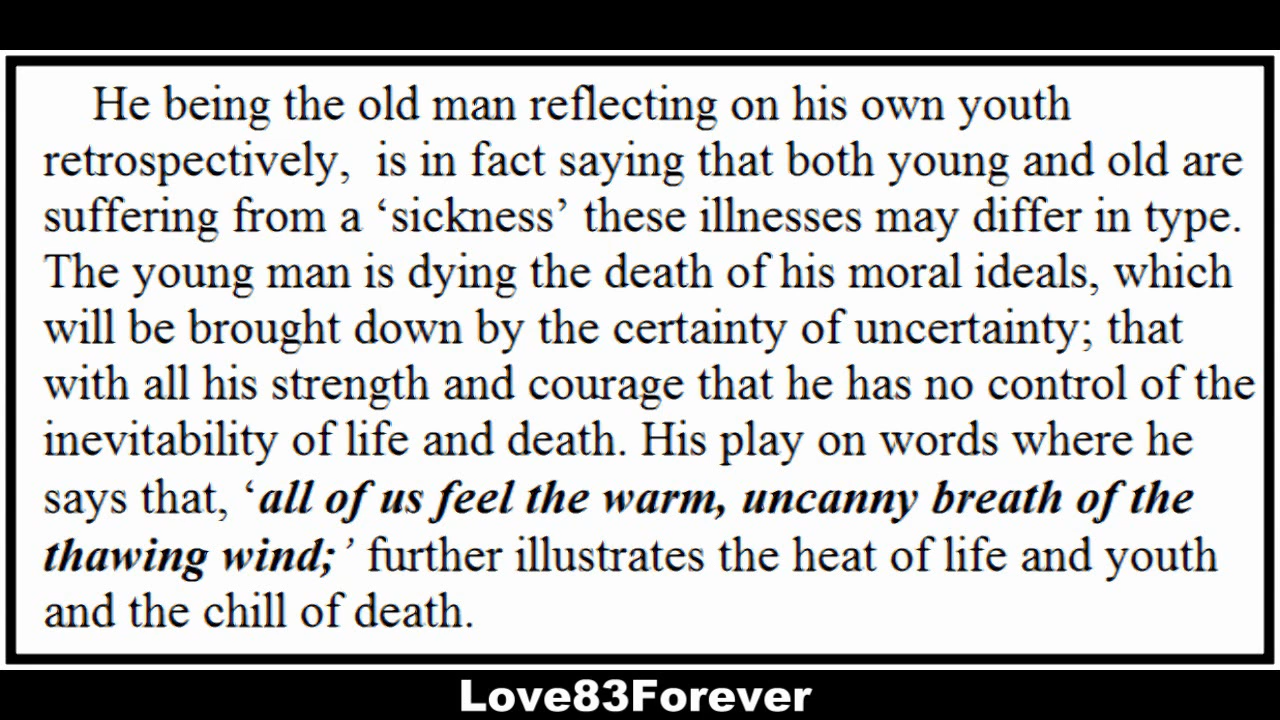 He being the old man reflecting on his own youth
retrospectively,  is in fact saying that both young and old are
suffering from a ‘sickness’ these illnesses may differ in type.
The young man is dying the death of his moral ideals, which
will be brought down by the certainty of uncertainty; that
with all his strength and courage that he has no control of the
inevitability of life and death. His play on words where he
says that, ‘all of us feel the warm, uncanny breath of the
thawing wind;’ further illustrates the heat of life and youth
and the chill of death.
Love83Forever